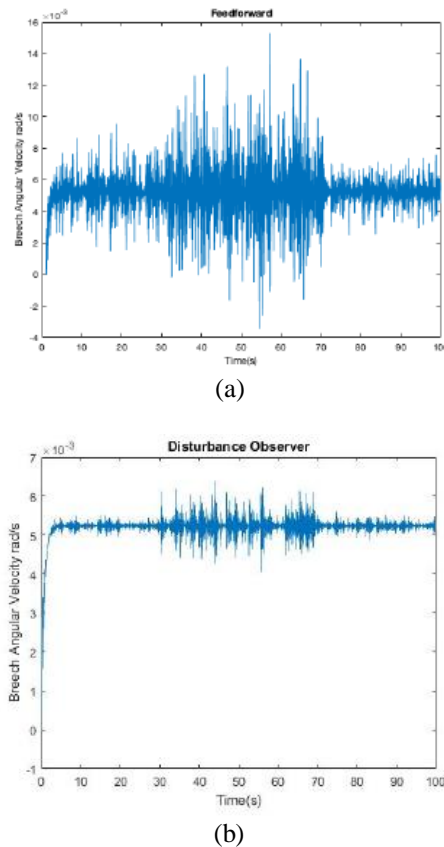 ×10⁻³
Feedforward
16
14
12
10
8
6
4
2
0
-2
-4
Breech Angular Velocity rad/s
0 10 20 30 40 50 60 70 80 90 100
Time(s)
(a)
×10⁻³
Disturbance Observer
7
6
5
4
3
2
1
0
-1
Breech Angular Velocity rad/s
0 10 20 30 40 50 60 70 80 90 100
Time(s)
(b)